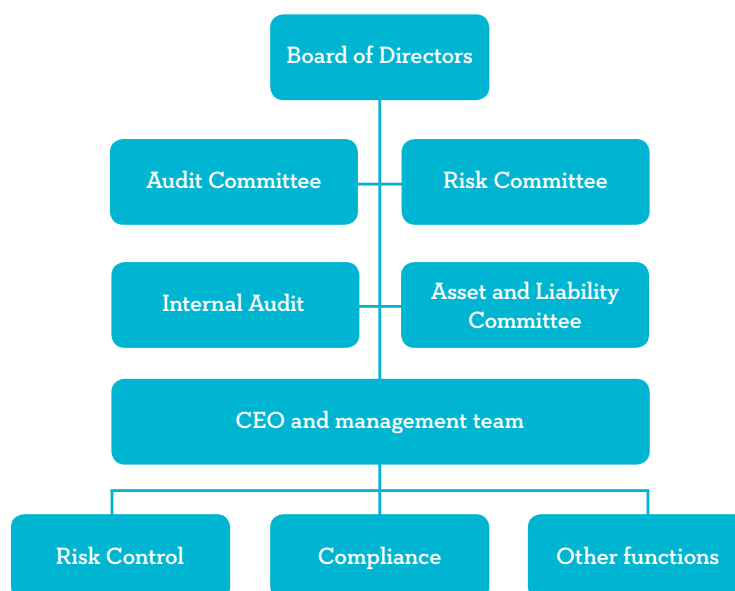 Board of Directors
Audit Committee
Risk Committee
Internal Audit
Asset and Liability
Committee
CEO and management team
Risk Control
Compliance
Other functions